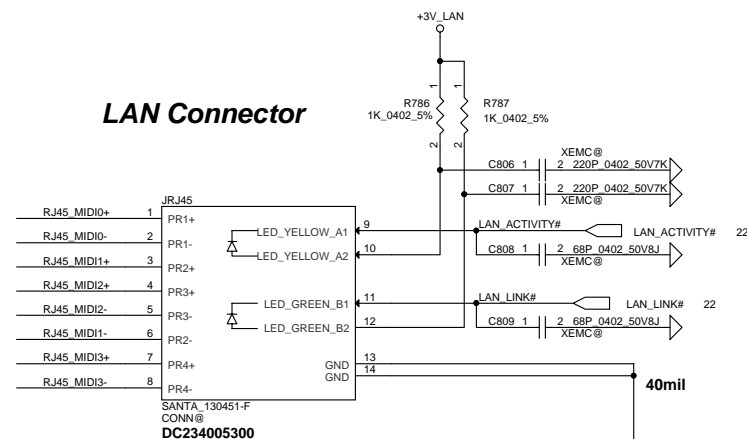 +3V_LAN
LAN Connector
1 1
R786 R787
1K_0402_5% 1K_0402_5%
2 2
XEMC@
C806 1 2 220P_0402_50V7K
C807 1 2 220P_0402_50V7K
XEMC@
JRJ45
RJ45_MIDI0+ 1 PR1+
LED_YELLOW_A1 9 LAN_ACTIVITY# LAN_ACTIVITY# 22
RJ45_MIDI0- 2 PR1-
LED_YELLOW_A2 10
C808 1 2 68P_0402_50V8J
XEMC@
RJ45_MIDI1+ 3 PR2+
RJ45_MIDI2+ 4 PR3+
LED_GREEN_B1 11 LAN_LINK# LAN_LINK# 22
RJ45_MIDI2- 5 PR3-
LED_GREEN_B2 12
C809 1 2 68P_0402_50V8J
XEMC@
RJ45_MIDI1- 6 PR2-
RJ45_MIDI3+ 7 PR4+
GND 13
GND 14
RJ45_MIDI3- 8 PR4-
40mil
SANTA_130451-F
CONN@
DC234005300